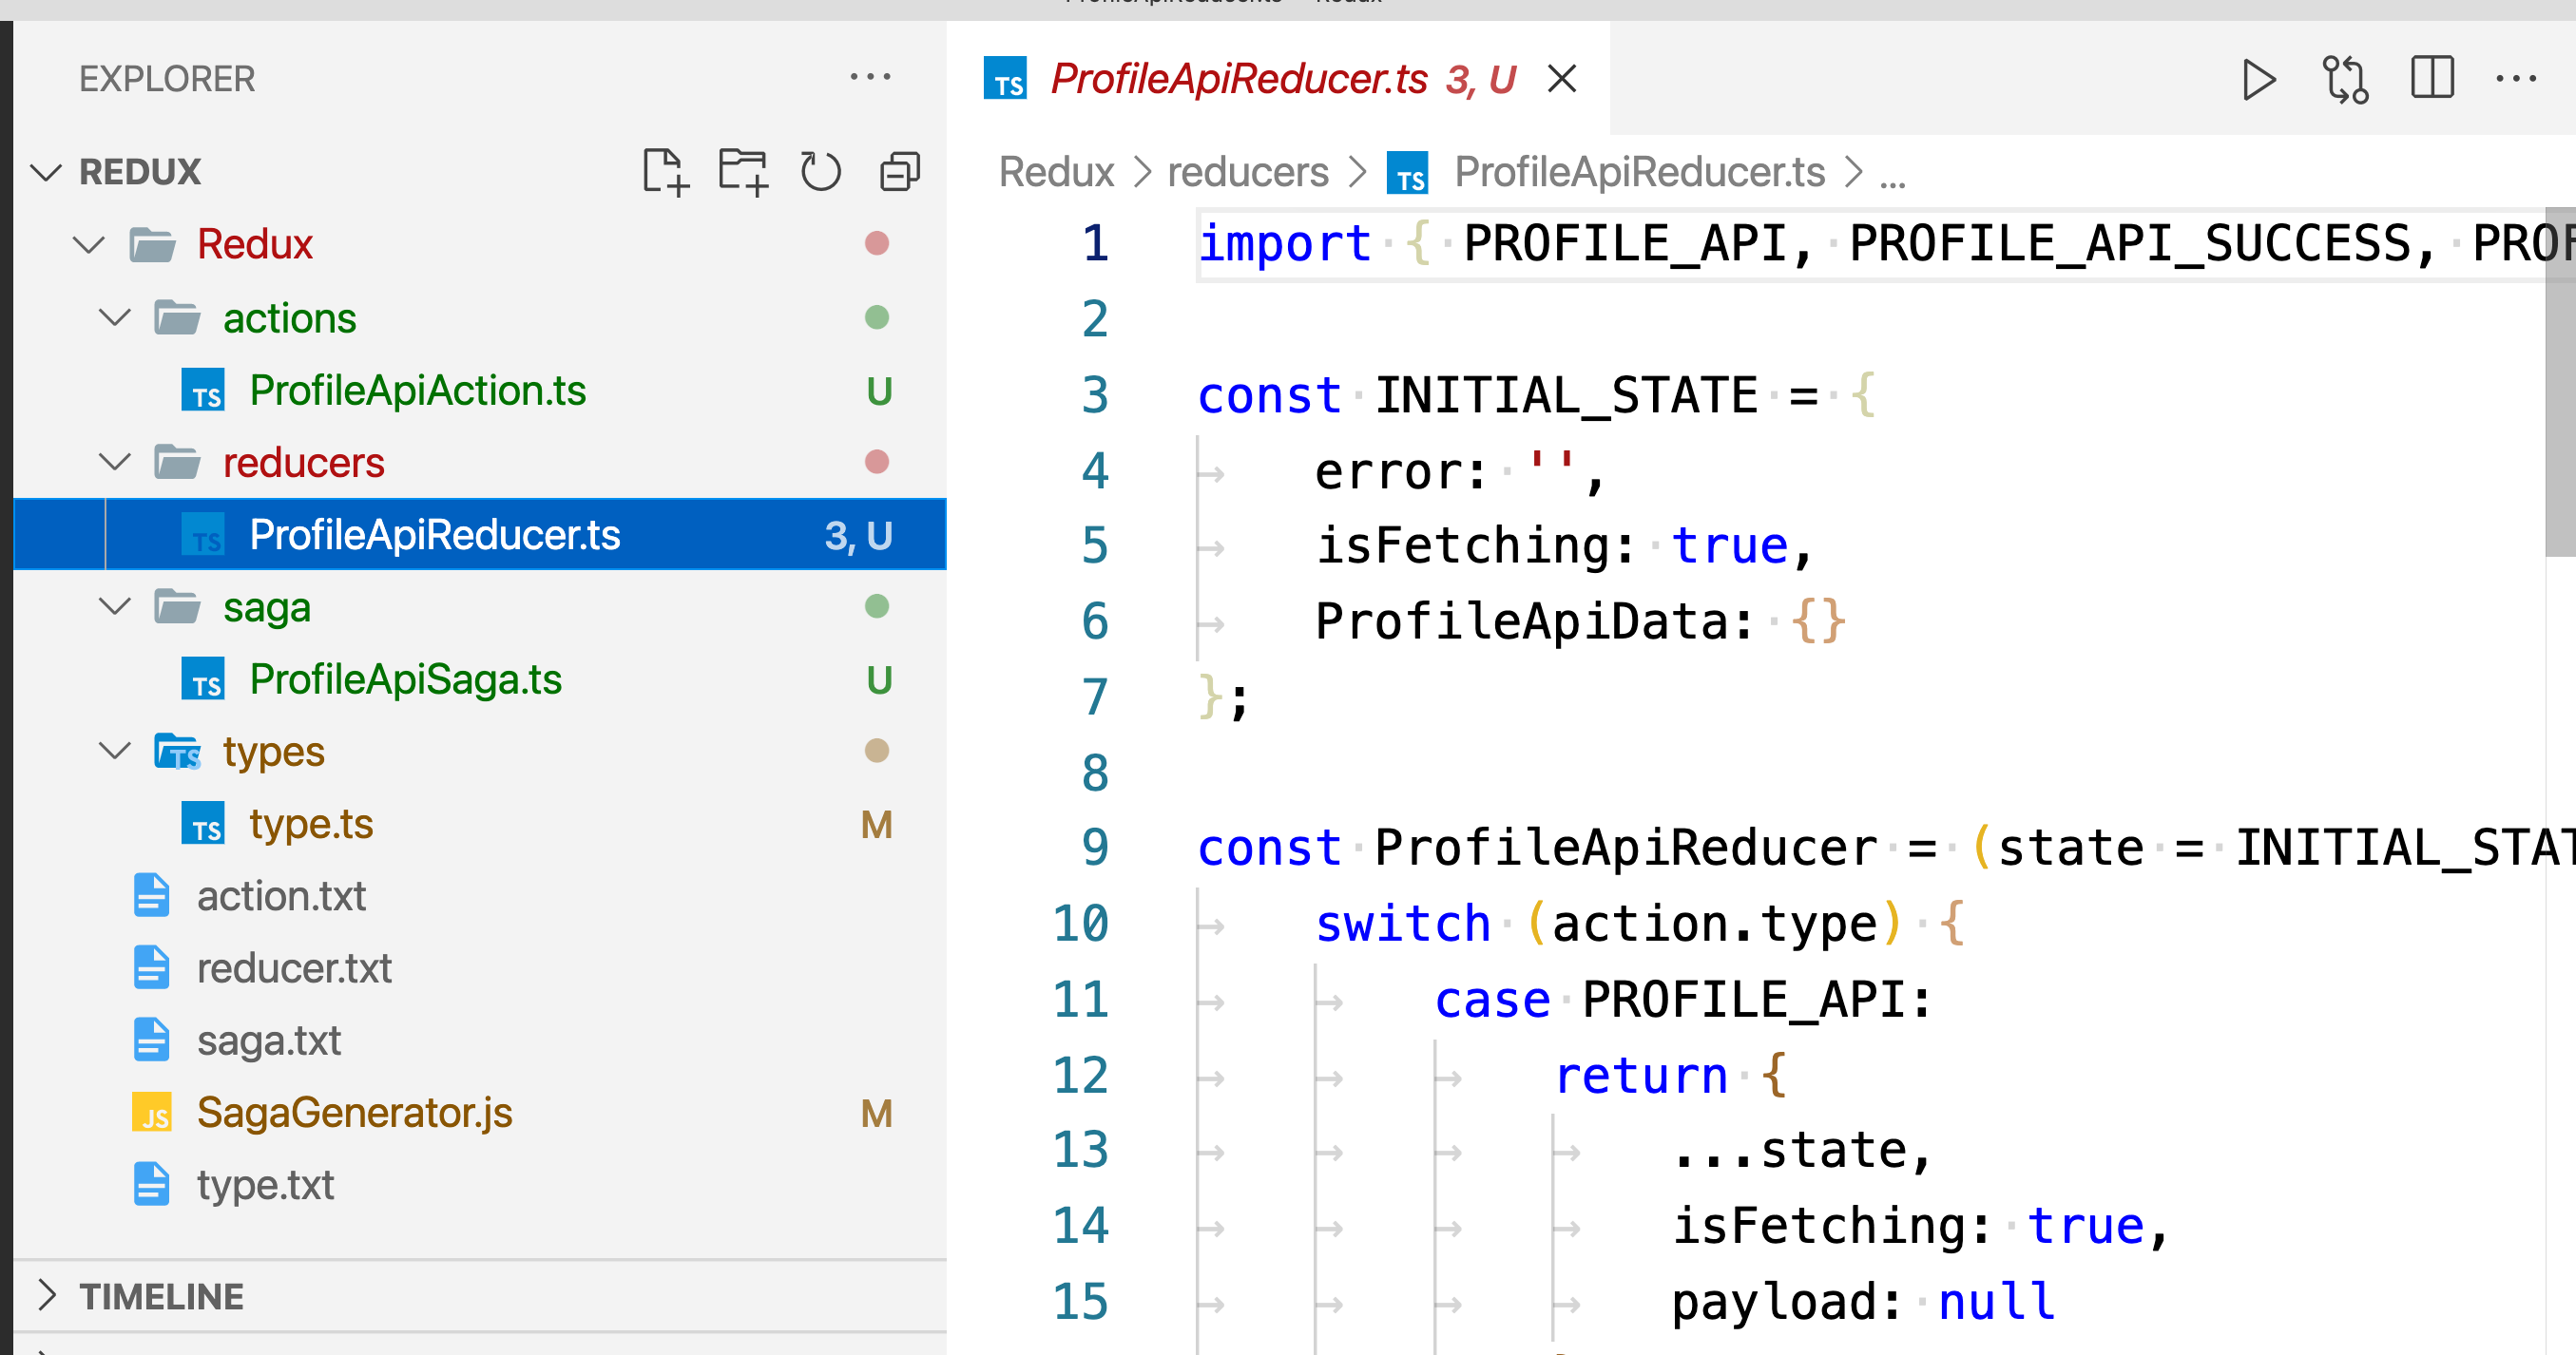 EXPLORER
REDUX
Redux
actions
TS ProfileApiAction.ts U
reducers
TS ProfileApiReducer.ts 3, U
saga
TS ProfileApiSaga.ts U
TS types
TS type.ts M
action.txt
reducer.txt
saga.txt
JS SagaGenerator.js M
type.txt
TIMELINE
TS ProfileApiReducer.ts 3, U
Redux > reducers > TS ProfileApiReducer.ts > ...
1 import { PROFILE_API, PROFILE_API_SUCCESS, PROF
2
3 const INITIAL_STATE = {
4 error: '',
5 isFetching: true,
6 ProfileApiData: {}
7 };
8
9 const ProfileApiReducer = (state = INITIAL_STAT
10 switch (action.type) {
11 case PROFILE_API:
12 return {
13 ...state,
14 isFetching: true,
15 payload: null